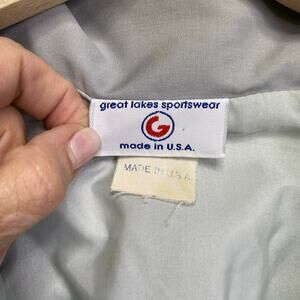 great lakes sportswear
G
made in U.S.A.
MADE IN U.S.A